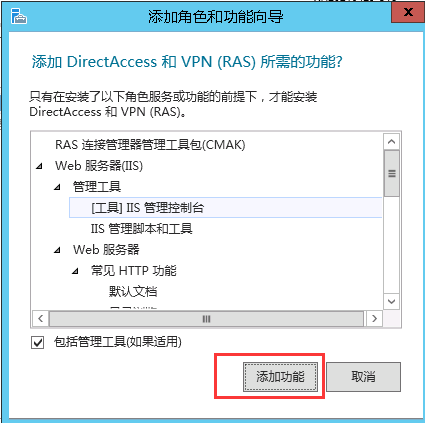 添加角色和功能向导
x
添加 DirectAccess 和 VPN (RAS) 所需的功能?
只有在安装了以下角色服务或功能的前提下，才能安装
DirectAccess 和 VPN (RAS)。
RAS 连接管理器管理工具包(CMAK)
Web 服务器(IIS)
管理工具
[工具] IIS 管理控制台
IIS 管理脚本和工具
Web 服务器
常见 HTTP 功能
默认文档
包括管理工具(如果适用)
添加功能
取消